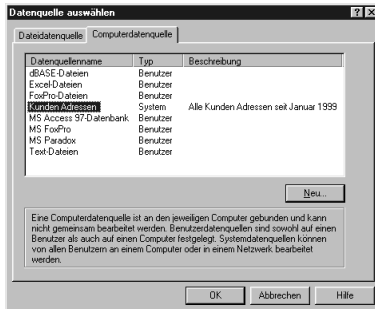 Datenquelle auswählen
Dateidatenquelle Computerdatenquelle
Datenquellenname Typ Beschreibung
dBASE-Dateien Benutzer
Excel-Dateien Benutzer
FoxPro-Dateien Benutzer
Kunden Adressen System Alle Kunden Adressen seit Januar 1999
MS Access 97-Datenbank Benutzer
MS FoxPro Benutzer
MS Paradox Benutzer
Text-Dateien Benutzer
Neu...
Eine Computerdatenquelle ist an den jeweiligen Computer gebunden und kann
nicht gemeinsam bearbeitet werden. Benutzerdatenquellen sind sowohl auf einen
Benutzer als auch auf einen Computer festgelegt. Systemdatenquellen können
von allen Benutzern an einem Computer oder in einem Netzwerk bearbeitet
werden.
OK Abbrechen Hilfe